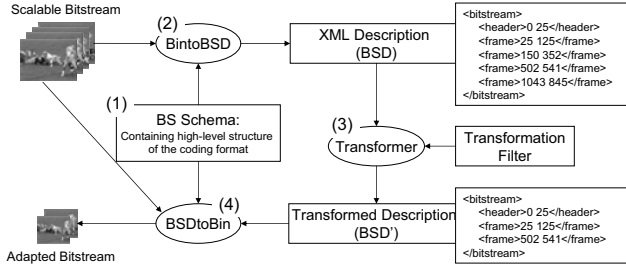 Scalable Bitstream
(2)
BintoBSD
XML Description
(BSD)
<bitstream>
<header>0 25</header>
<frame>25 125</frame>
<frame>150 352</frame>
<frame>502 541</frame>
<frame>1043 845</frame>
</bitstream>
(1)
BS Schema:
Containing high-level structure
of the coding format
(3)
Transformer
Transformation
Filter
(4)
BSDtoBin
Transformed Description
(BSD’)
<bitstream>
<header>0 25</header>
<frame>25 125</frame>
<frame>502 541</frame>
</bitstream>
Adapted Bitstream